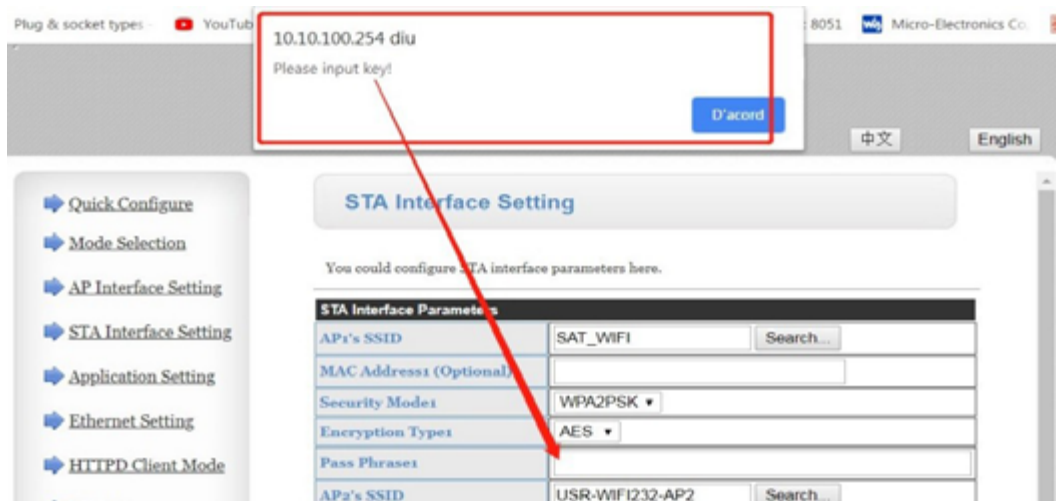 Plug & socket types
YouTub
8051
Micro-Electronics Co
10.10.100.254 diu
Please input key!
D'acord
中文
English
Quick Configure
Mode Selection
AP Interface Setting
STA Interface Setting
Application Setting
Ethernet Setting
HTTPD Client Mode
STA Interface Setting
You could configure STA interface parameters here.
STA Interface Parameters
AP1's SSID
SAT_WIFI
Search...
MAC Address1 (Optional)
Security Mode1
WPA2PSK
Encryption Type1
AES
Pass Phrase1
AP2's SSID
USR-WIFI232-AP2
Search...